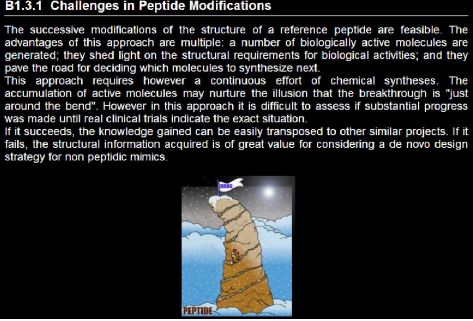 B1.3.1 Challenges in Peptide Modifications
The successive modifications of the structure of a reference peptide are feasible. The
advantages of this approach are multiple: a number of biologically active molecules are
generated; they shed light on the structural requirements for biological activities; and they
pave the road for deciding which molecules to synthesize next.
This approach requires however a continuous effort of chemical syntheses. The
accumulation of active molecules may nurture the illusion that the breakthrough is "just
around the bend". However in this approach it is difficult to assess if substantial progress
was made until real clinical trials indicate the exact situation.
If it succeeds, the knowledge gained can be easily transposed to other similar projects. If it
fails, the structural information acquired is of great value for considering a de novo design
strategy for non peptidic mimics.
DRUG
PEPTIDE